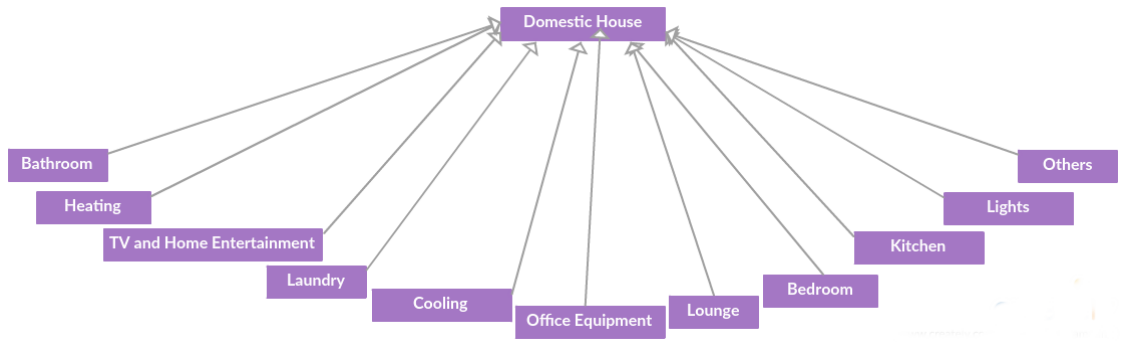 Domestic House
Bathroom
Others
Heating
Lights
TV and Home Entertainment
Kitchen
Laundry
Bedroom
Cooling
Lounge
Office Equipment